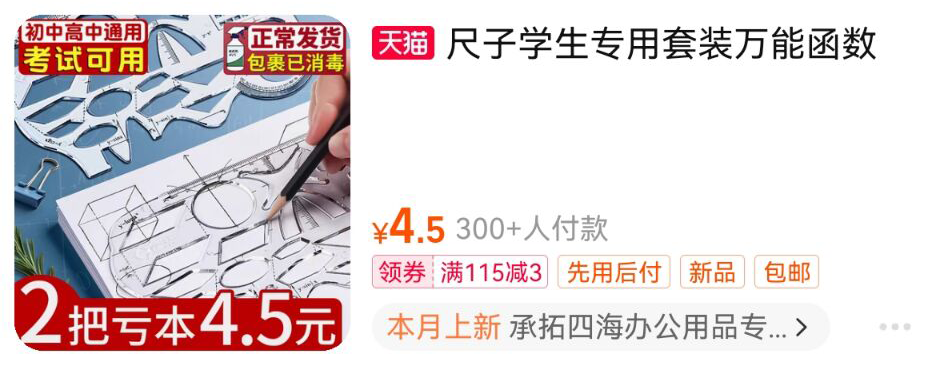 初中高中通用
考试可用
正常发货
包裹已消毒
2把亏本4.5元
天猫 尺子学生专用套装万能函数
¥4.5 300+人付款
领券 满115减3 先用后付 新品 包邮
本月上新 承拓四海办公用品专...